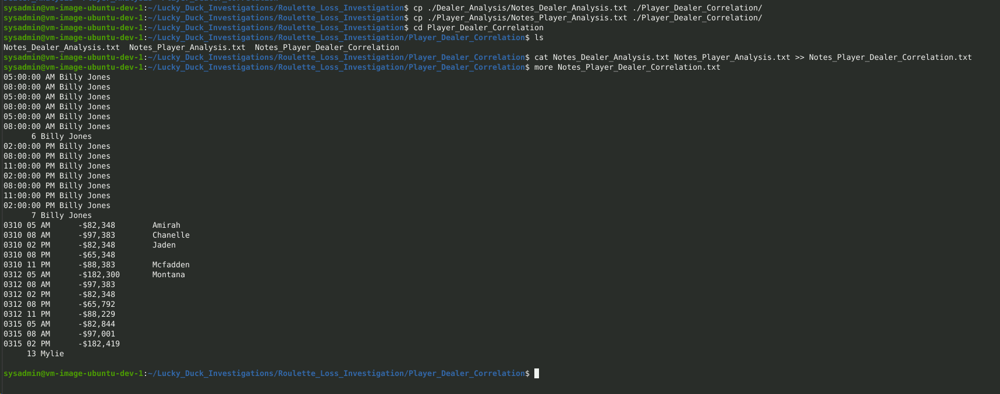 sysadmin@vm-image-ubuntu-dev-1:~/Lucky_Duck_Investigations/Roulette_Loss_Investigation$ cp ./Dealer_Analysis/Notes_Dealer_Analysis.txt ./Player_Dealer_Correlation/
sysadmin@vm-image-ubuntu-dev-1:~/Lucky_Duck_Investigations/Roulette_Loss_Investigation$ cp ./Player_Analysis/Notes_Player_Analysis.txt ./Player_Dealer_Correlation/
sysadmin@vm-image-ubuntu-dev-1:~/Lucky_Duck_Investigations/Roulette_Loss_Investigation$ cd Player_Dealer_Correlation
sysadmin@vm-image-ubuntu-dev-1:~/Lucky_Duck_Investigations/Roulette_Loss_Investigation/Player_Dealer_Correlation$ ls
Notes_Dealer_Analysis.txt  Notes_Player_Analysis.txt  Notes_Player_Dealer_Correlation
sysadmin@vm-image-ubuntu-dev-1:~/Lucky_Duck_Investigations/Roulette_Loss_Investigation/Player_Dealer_Correlation$ cat Notes_Dealer_Analysis.txt Notes_Player_Analysis.txt >> Notes_Player_Dealer_Correlation.txt
sysadmin@vm-image-ubuntu-dev-1:~/Lucky_Duck_Investigations/Roulette_Loss_Investigation/Player_Dealer_Correlation$ more Notes_Player_Dealer_Correlation.txt
05:00:00 AM Billy Jones
08:00:00 AM Billy Jones
05:00:00 AM Billy Jones
08:00:00 AM Billy Jones
05:00:00 AM Billy Jones
08:00:00 AM Billy Jones
      6 Billy Jones
02:00:00 PM Billy Jones
08:00:00 PM Billy Jones
11:00:00 PM Billy Jones
02:00:00 PM Billy Jones
08:00:00 PM Billy Jones
11:00:00 PM Billy Jones
02:00:00 PM Billy Jones
      7 Billy Jones
0310 05 AM      -$82,348        Amirah
0310 08 AM      -$97,383        Chanelle
0310 02 PM      -$82,348        Jaden
0310 08 PM      -$65,348
0310 11 PM      -$88,383        Mcfadden
0312 05 AM      -$182,300       Montana
0312 08 AM      -$97,383
0312 02 PM      -$82,348
0312 08 PM      -$65,792
0312 11 PM      -$88,229
0315 05 AM      -$82,844
0315 08 AM      -$97,001
0315 02 PM      -$182,419
     13 Mylie
sysadmin@vm-image-ubuntu-dev-1:~/Lucky_Duck_Investigations/Roulette_Loss_Investigation/Player_Dealer_Correlation$